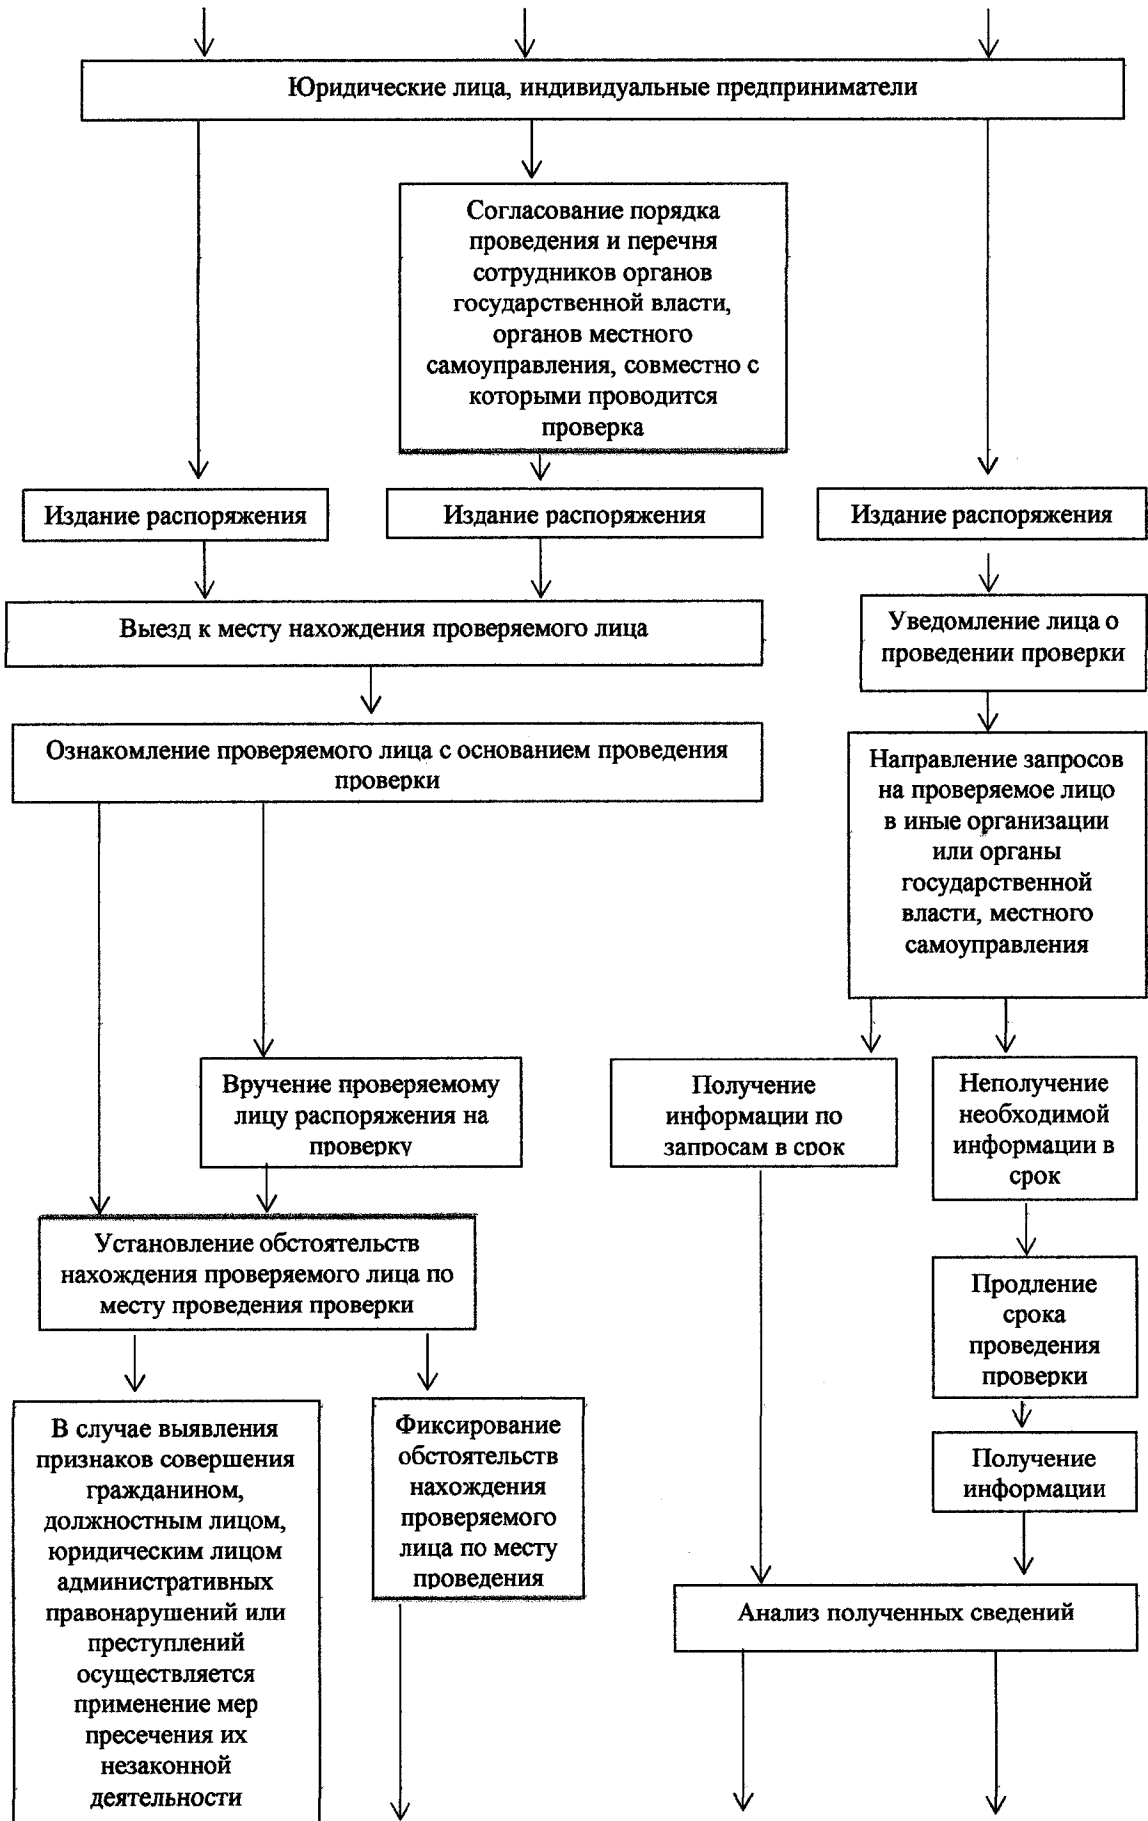 Юридические лица, индивидуальные предприниматели
Согласование порядка
проведения и перечня
сотрудников органов
государственной власти,
органов местного
самоуправления, совместно с
которыми проводится
проверка
Издание распоряжения
Издание распоряжения
Издание распоряжения
Выезд к месту нахождения проверяемого лица
Уведомление лица о
проведении проверки
Ознакомление проверяемого лица с основанием проведения
проверки
Направление запросов
на проверяемое лицо
в иные организации
или органы
государственной
власти, местного
самоуправления
Вручение проверяемому
лицу распоряжения на
проверку
Получение
информации по
запросам в срок
Неполучение
необходимой
информации в
срок
Установление обстоятельств
нахождения проверяемого лица по
месту проведения проверки
Продление
срока
проведения
проверки
В случае выявления
признаков совершения
гражданином,
должностным лицом,
юридическим лицом
административных
правонарушений или
преступлений
осуществляется
применение мер
пресечения их
незаконной
деятельности
Фиксирование
обстоятельств
нахождения
проверяемого
лица по месту
проведения
Получение
информации
Анализ полученных сведений